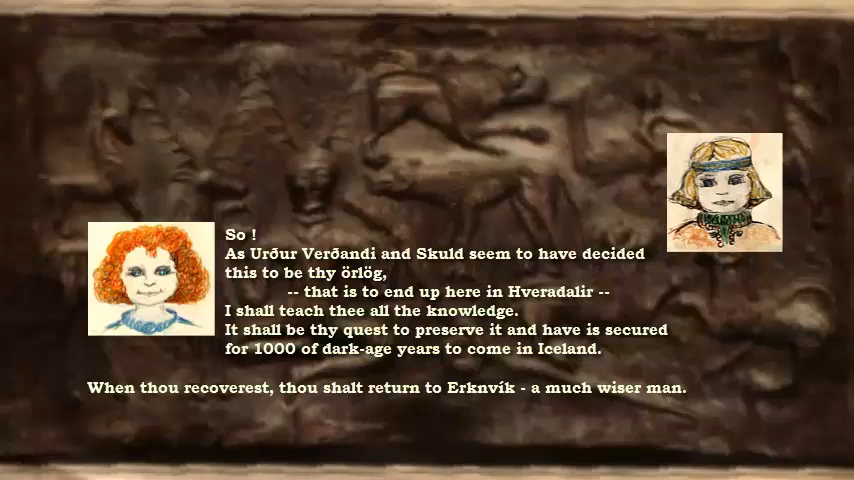 So !
As Urður Verðandi and Skuld seem to have decided
this to be thy örlög,
-- that is to end up here in Hveradalir --
I shall teach thee all the knowledge.
It shall be thy quest to preserve it and have is secured
for 1000 of dark-age years to come in Iceland.
When thou recoverest, thou shalt return to Erknvík - a much wiser man.